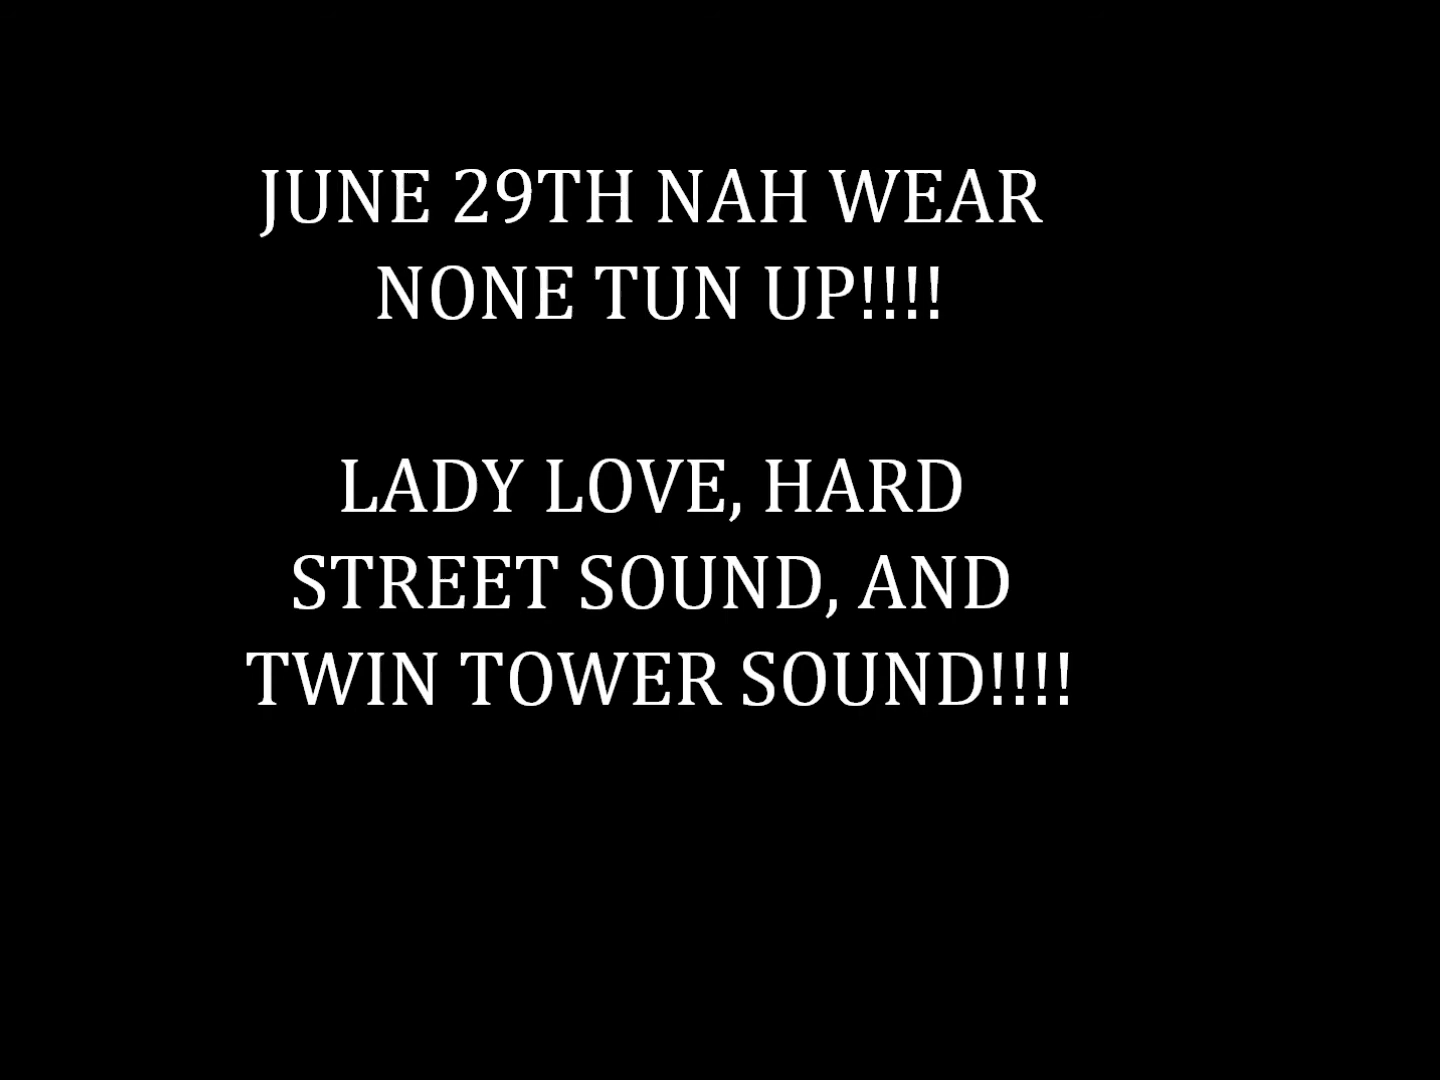 JUNE 29TH NAH WEAR
NONE TUN UP!!!!
LADY LOVE, HARD
STREET SOUND, AND
TWIN TOWER SOUND!!!!